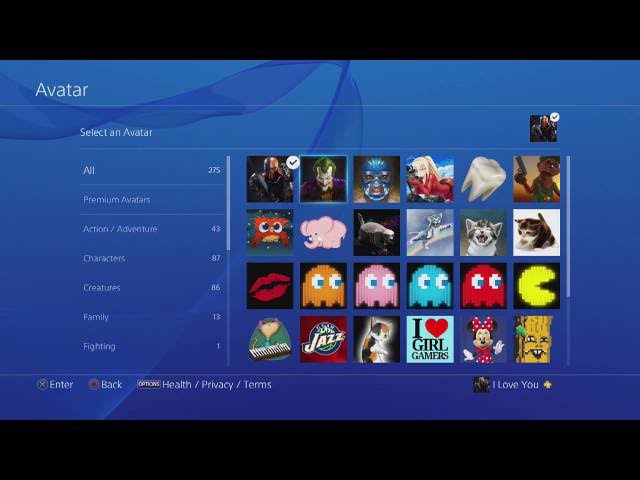 Avatar
Select an Avatar
All 275
Premium Avatars
Action / Adventure 43
Characters 87
Creatures 86
Family 13
Fighting 1
JAZZ
I ♥
GIRL
GAMERS
Enter Back OPTIONS Health / Privacy / Terms
I Love You